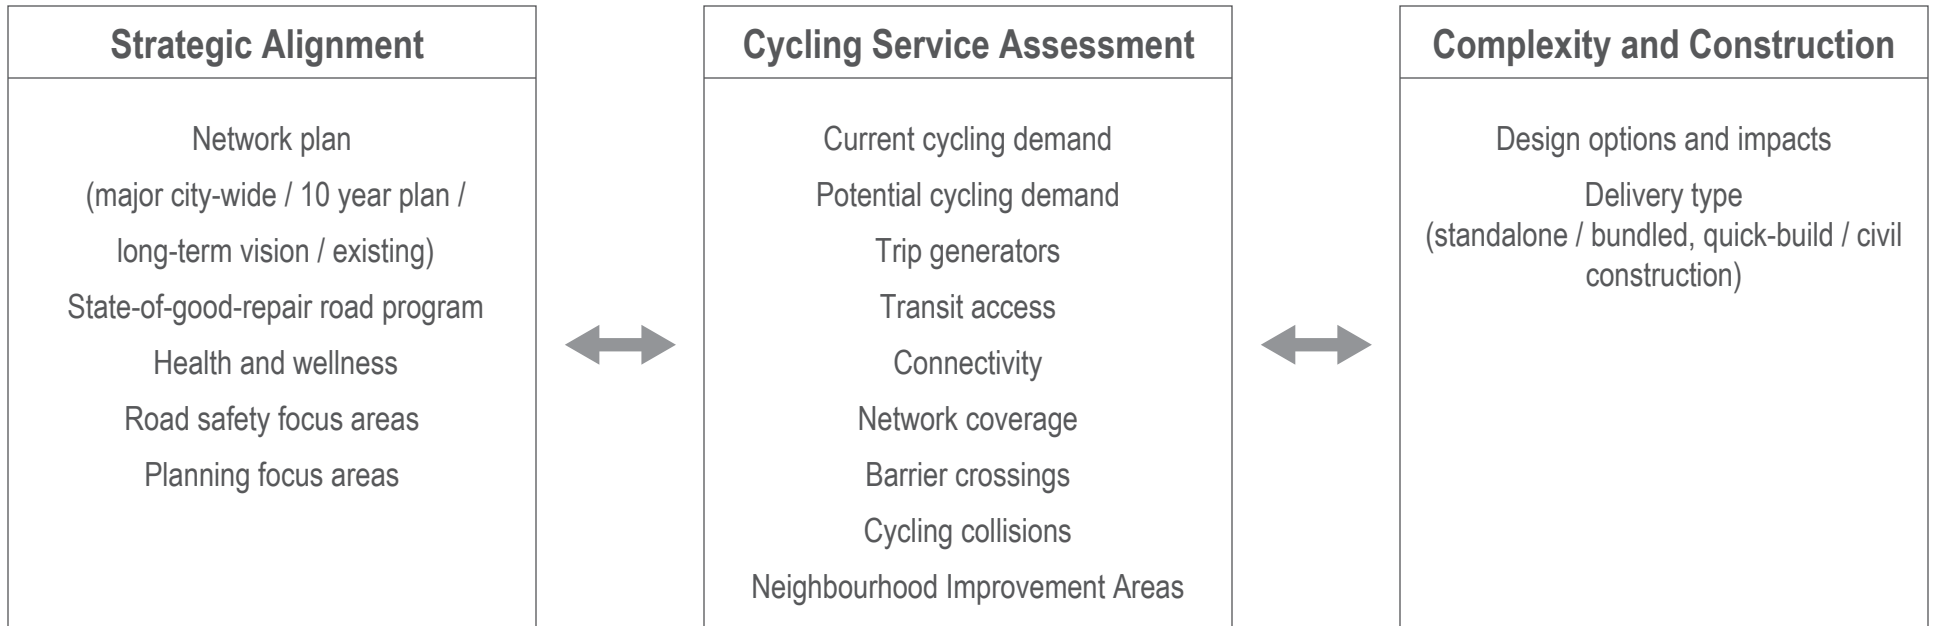 Strategic Alignment
Network plan
(major city-wide / 10 year plan /
long-term vision / existing)
State-of-good-repair road program
Health and wellness
Road safety focus areas
Planning focus areas
Cycling Service Assessment
Current cycling demand
Potential cycling demand
Trip generators
Transit access
Connectivity
Network coverage
Barrier crossings
Cycling collisions
Neighbourhood Improvement Areas
Complexity and Construction
Design options and impacts
Delivery type
(standalone / bundled, quick-build / civil
construction)